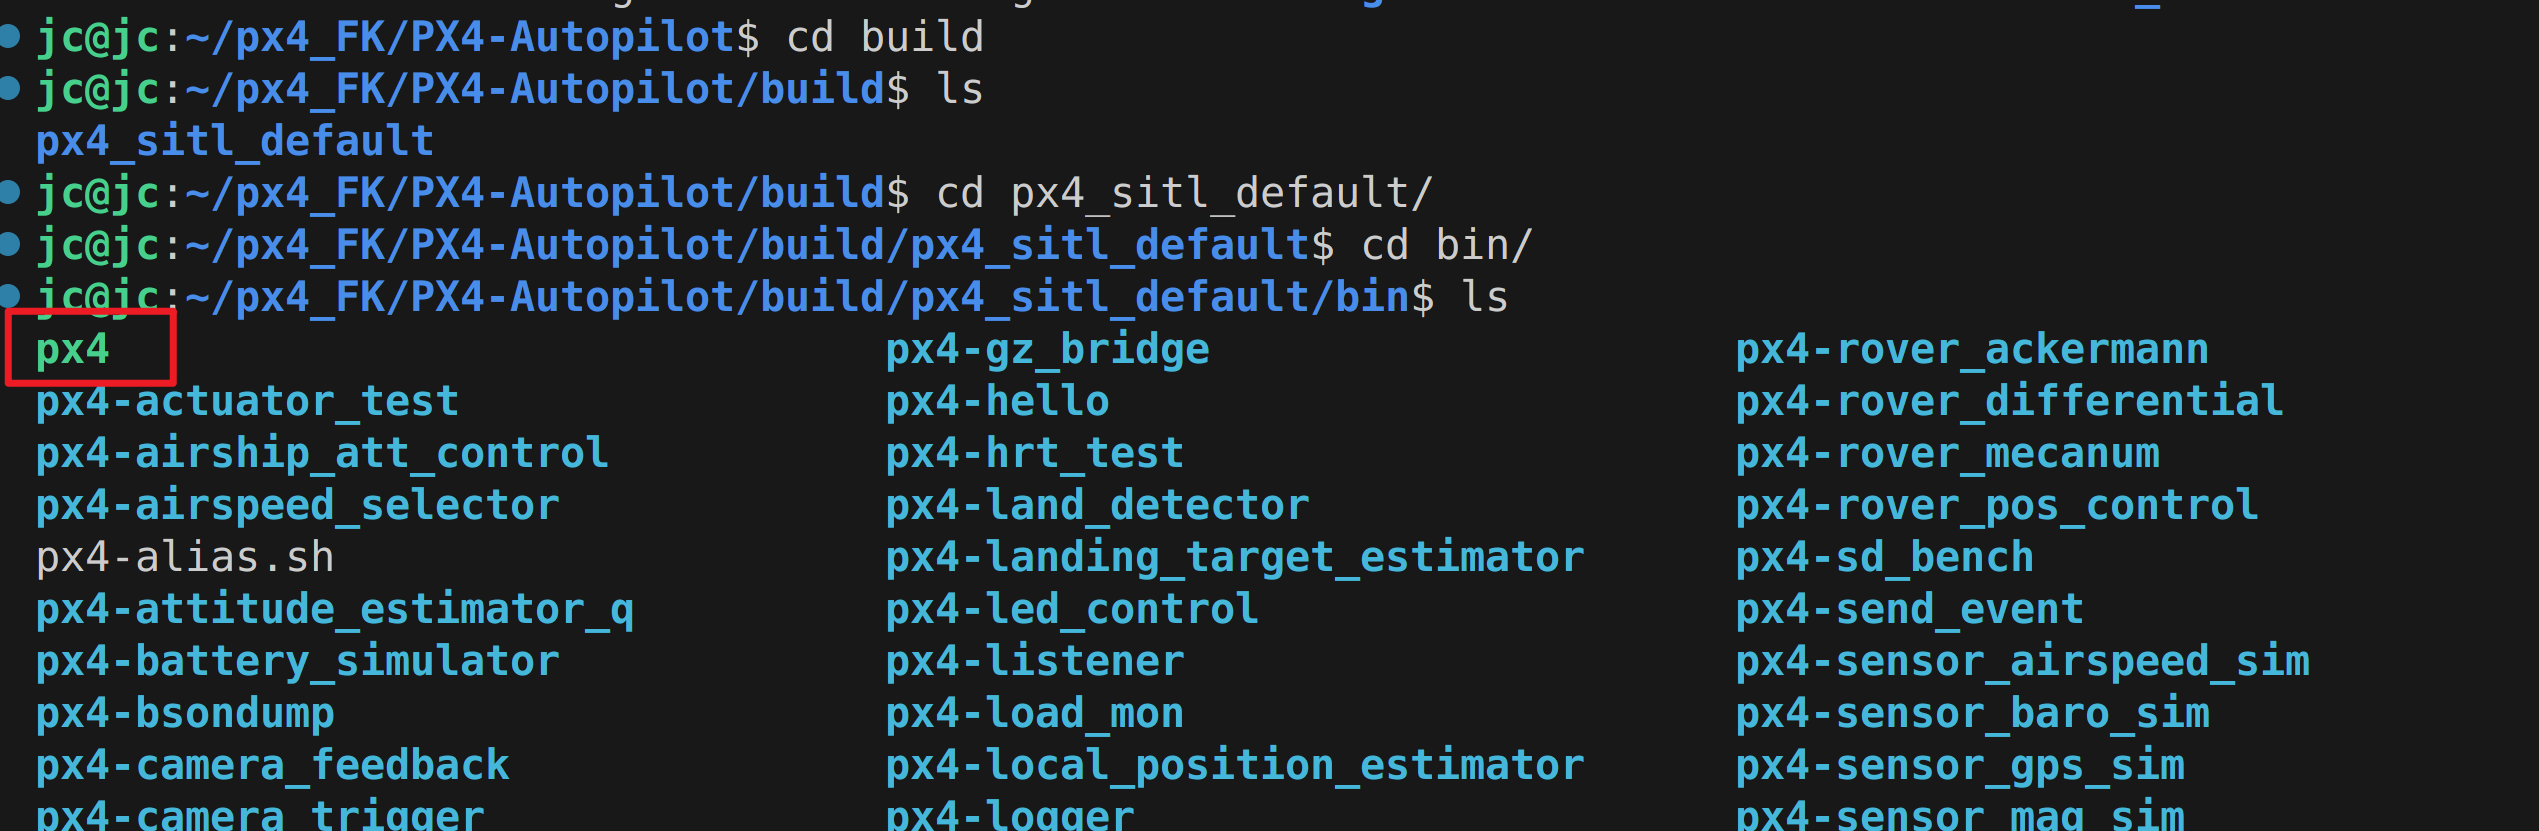 jc@jc:~/px4_FK/PX4-Autopilot$ cd build
jc@jc:~/px4_FK/PX4-Autopilot/build$ ls
px4_sitl_default
jc@jc:~/px4_FK/PX4-Autopilot/build$ cd px4_sitl_default/
jc@jc:~/px4_FK/PX4-Autopilot/build/px4_sitl_default$ cd bin/
jc@jc:~/px4_FK/PX4-Autopilot/build/px4_sitl_default/bin$ ls
px4 px4-gz_bridge px4-rover_ackermann
px4-actuator_test px4-hello px4-rover_differential
px4-airship_att_control px4-hrt_test px4-rover_mecanum
px4-airspeed_selector px4-land_detector px4-rover_pos_control
px4-alias.sh px4-landing_target_estimator px4-sd_bench
px4-attitude_estimator_q px4-led_control px4-send_event
px4-battery_simulator px4-listener px4-sensor_airspeed_sim
px4-bsondump px4-load_mon px4-sensor_baro_sim
px4-camera_feedback px4-local_position_estimator px4-sensor_gps_sim
px4-camera_trigger px4-logger px4-sensor_mag_sim